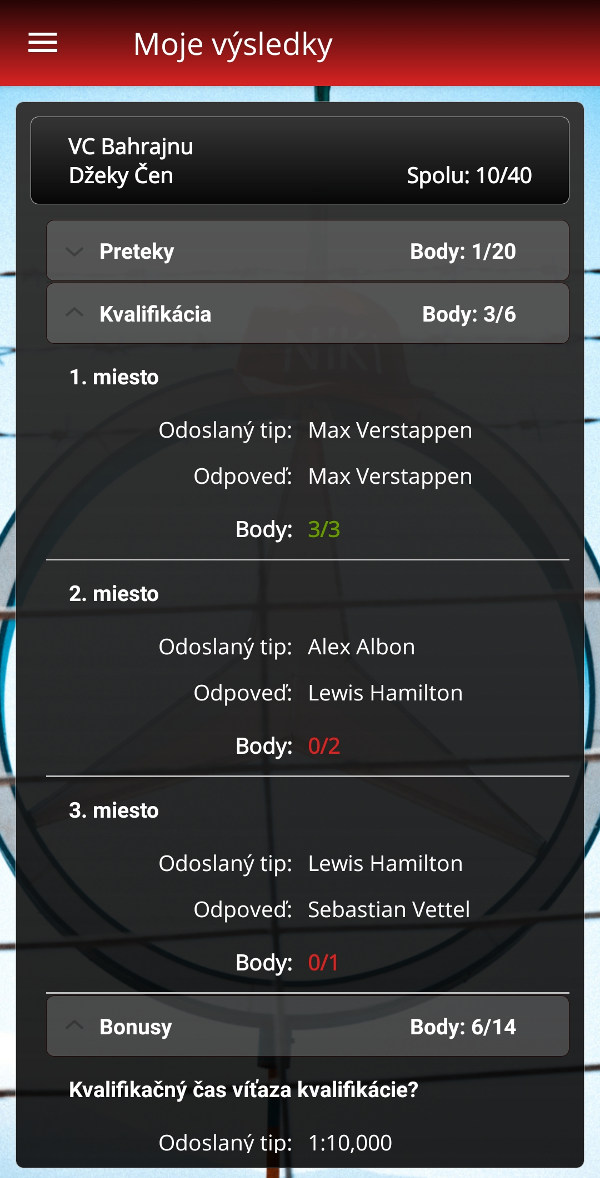 Moje výsledky
VC Bahrajnu
Džeky Čen Spolu: 10/40
Preteky Body: 1/20
NIKI
Kvalifikácia Body: 3/6
1. miesto
Odoslaný tip: Max Verstappen
Odpoveď: Max Verstappen
Body: 3/3
2. miesto
Odoslaný tip: Alex Albon
Odpoveď: Lewis Hamilton
Body: 0/2
3. miesto
Odoslaný tip: Lewis Hamilton
Odpoveď: Sebastian Vettel
Body: 0/1
Bonusy Body: 6/14
Kvalifikačný čas víťaza kvalifikácie?
Odoslaný tip: 1:10,000